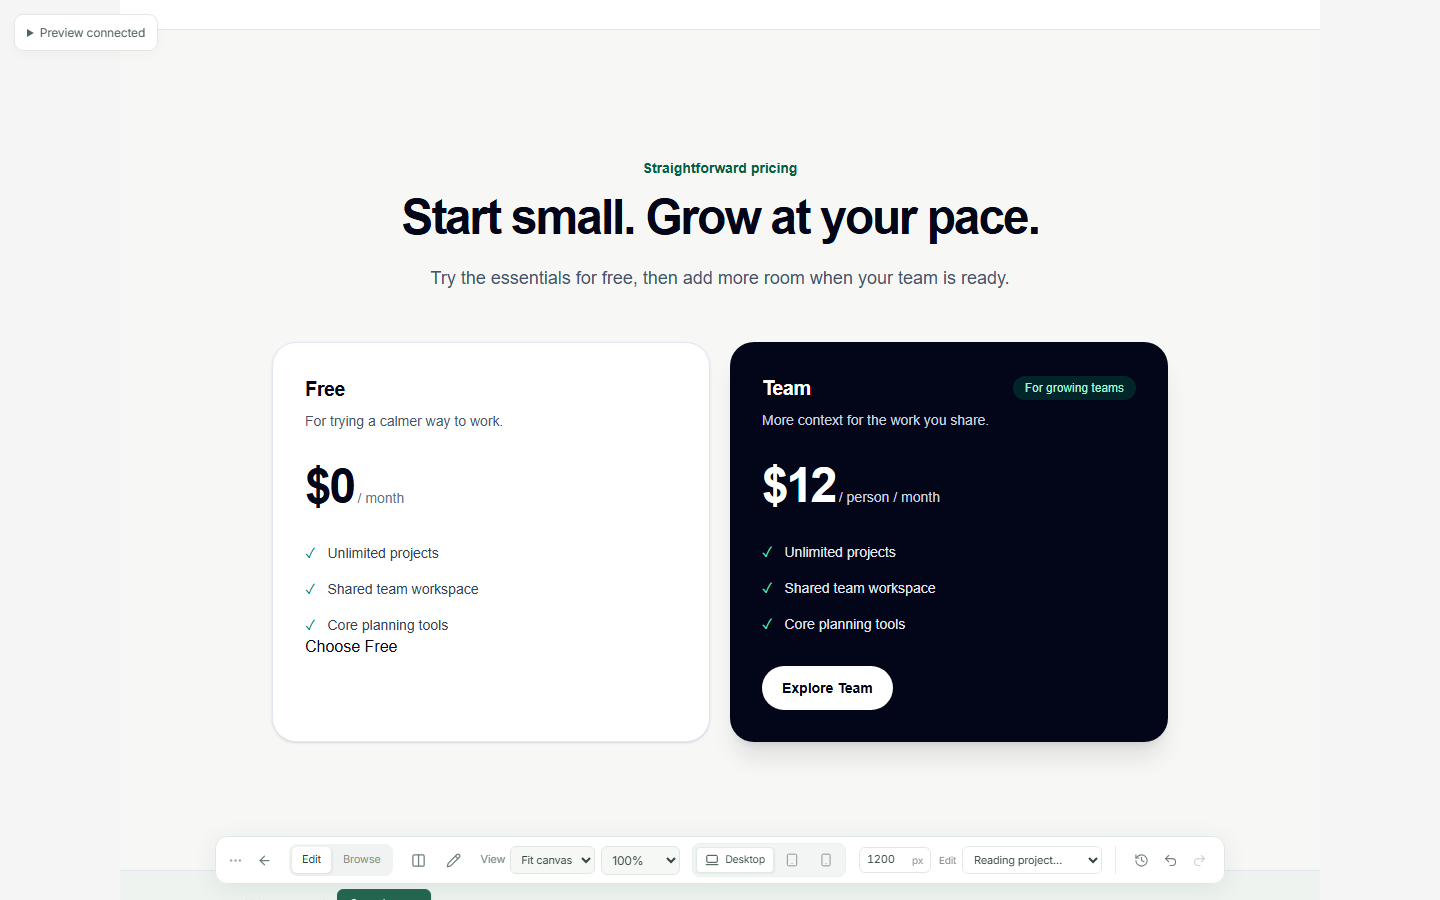 Preview connected
Straightforward pricing
Start small. Grow at your pace.
Try the essentials for free, then add more room when your team is ready.
Free
For trying a calmer way to work.
$0 / month
✓ Unlimited projects
✓ Shared team workspace
✓ Core planning tools
Choose Free
Team
For growing teams
More context for the work you share.
$12 / person / month
✓ Unlimited projects
✓ Shared team workspace
✓ Core planning tools
Explore Team
Edit Browse View Fit canvas 100% Desktop 1200 px Edit Reading project...